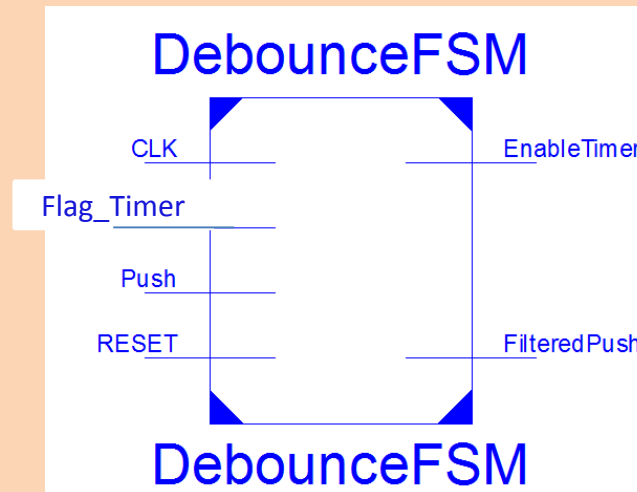 DebounceFSM
CLK
EnableTimer
Flag_Timer
Push
RESET
FilteredPush
DebounceFSM